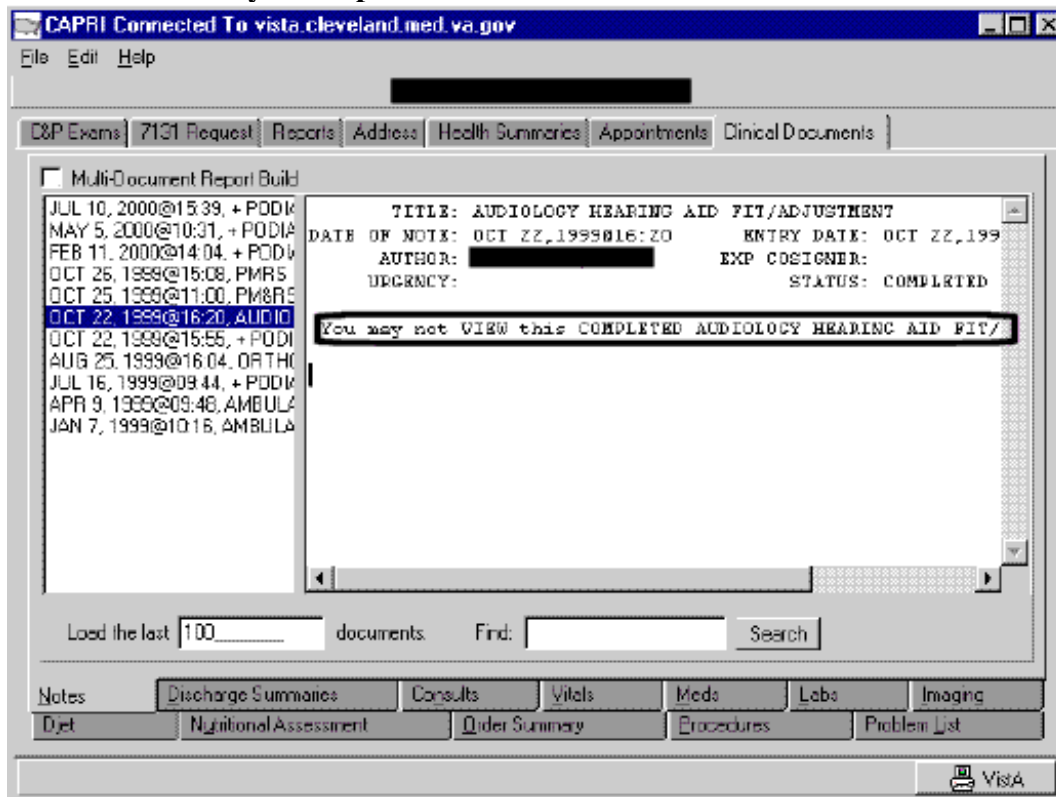 CAPRI Connected To vista.cleveland.med.va.gov
File Edit Help
C&P Exams 7131 Request Reports Address Health Summaries Appointments Clinical Documents
Multi-Document Report Build
JUL 10, 2000@15:39, + PODIA
MAY 5, 2000@10:31, + PODIA
FEB 11, 2000@14:04, + PODIA
OCT 26, 1999@15:08, PM&RS
OCT 25, 1999@11:00, PM&RS
OCT 22, 1999@16:20, AUDIO
OCT 22, 1999@15:55, + PODI
AUG 25, 1999@16:04, ORTHO
JUL 16, 1999@09:44, + PODIA
APR 9, 1999@09:48, AMBULA
JAN 7, 1999@10:16, AMBULA
TITLE: AUDIOLOGY HEARING AID FIT/ADJUSTMENT
DATE OF NOTE: OCT 22,1999@16:20 ENTRY DATE: OCT 22,199
AUTHOR: EXP COSIGNER:
URGENCY: STATUS: COMPLETED
You may not VIEW this COMPLETED AUDIOLOGY HEARING AID FIT/
Load the last 100 documents. Find: Search
Notes Discharge Summaries Consults Vitals Meds Labs Imaging
Diet Nutritional Assessment Order Summary Procedures Problem List
VistA